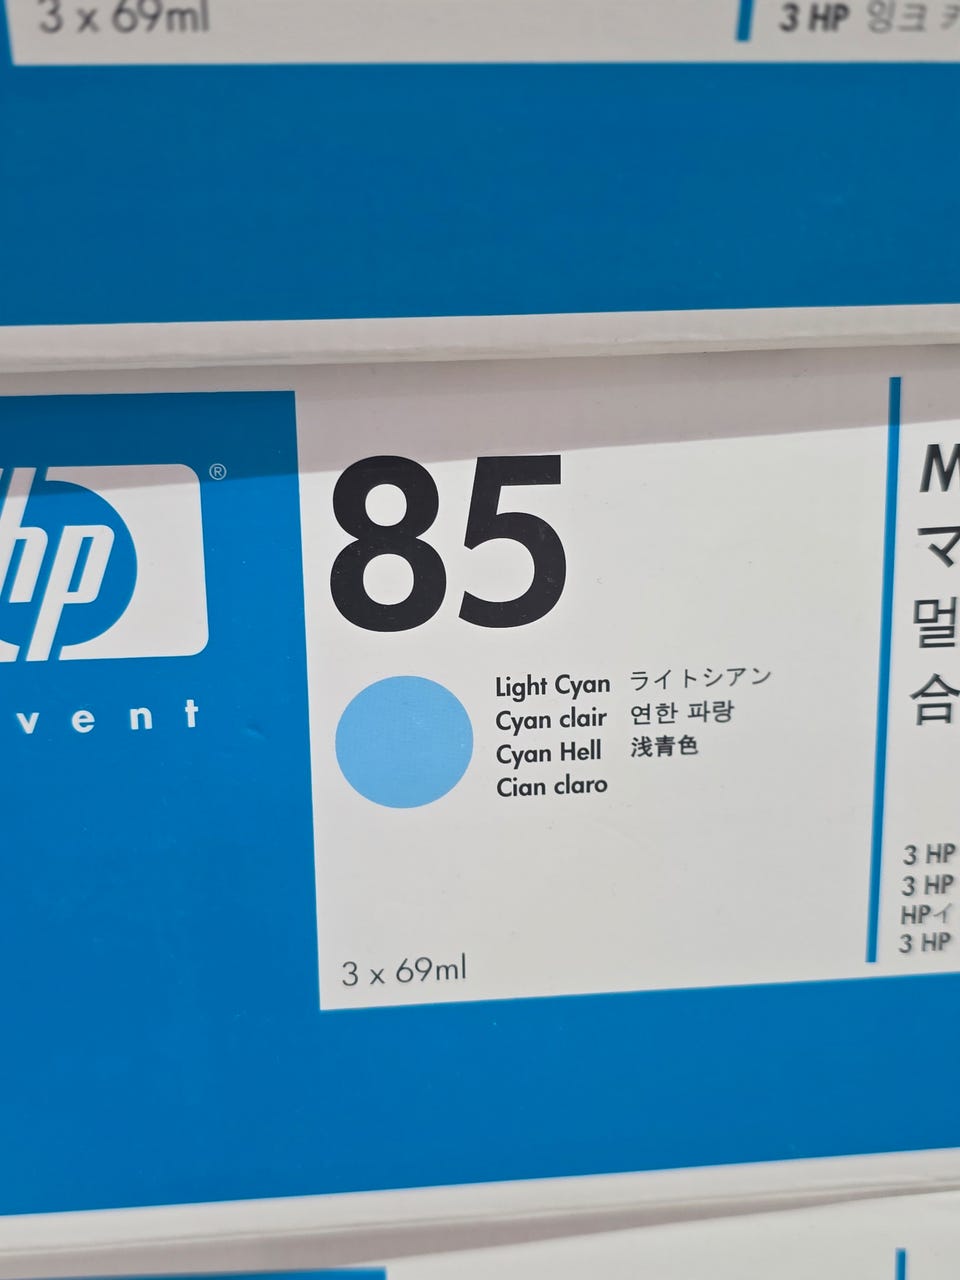 3 x 69ml
3 HP 잉크
hp®
vent
85
Light Cyan ライトシアン
Cyan clair 연한 파랑
Cyan Hell 浅青色
Cian claro
3 x 69ml
M
マ
멀
合
3 HP
3 HP
HPイ
3 HP